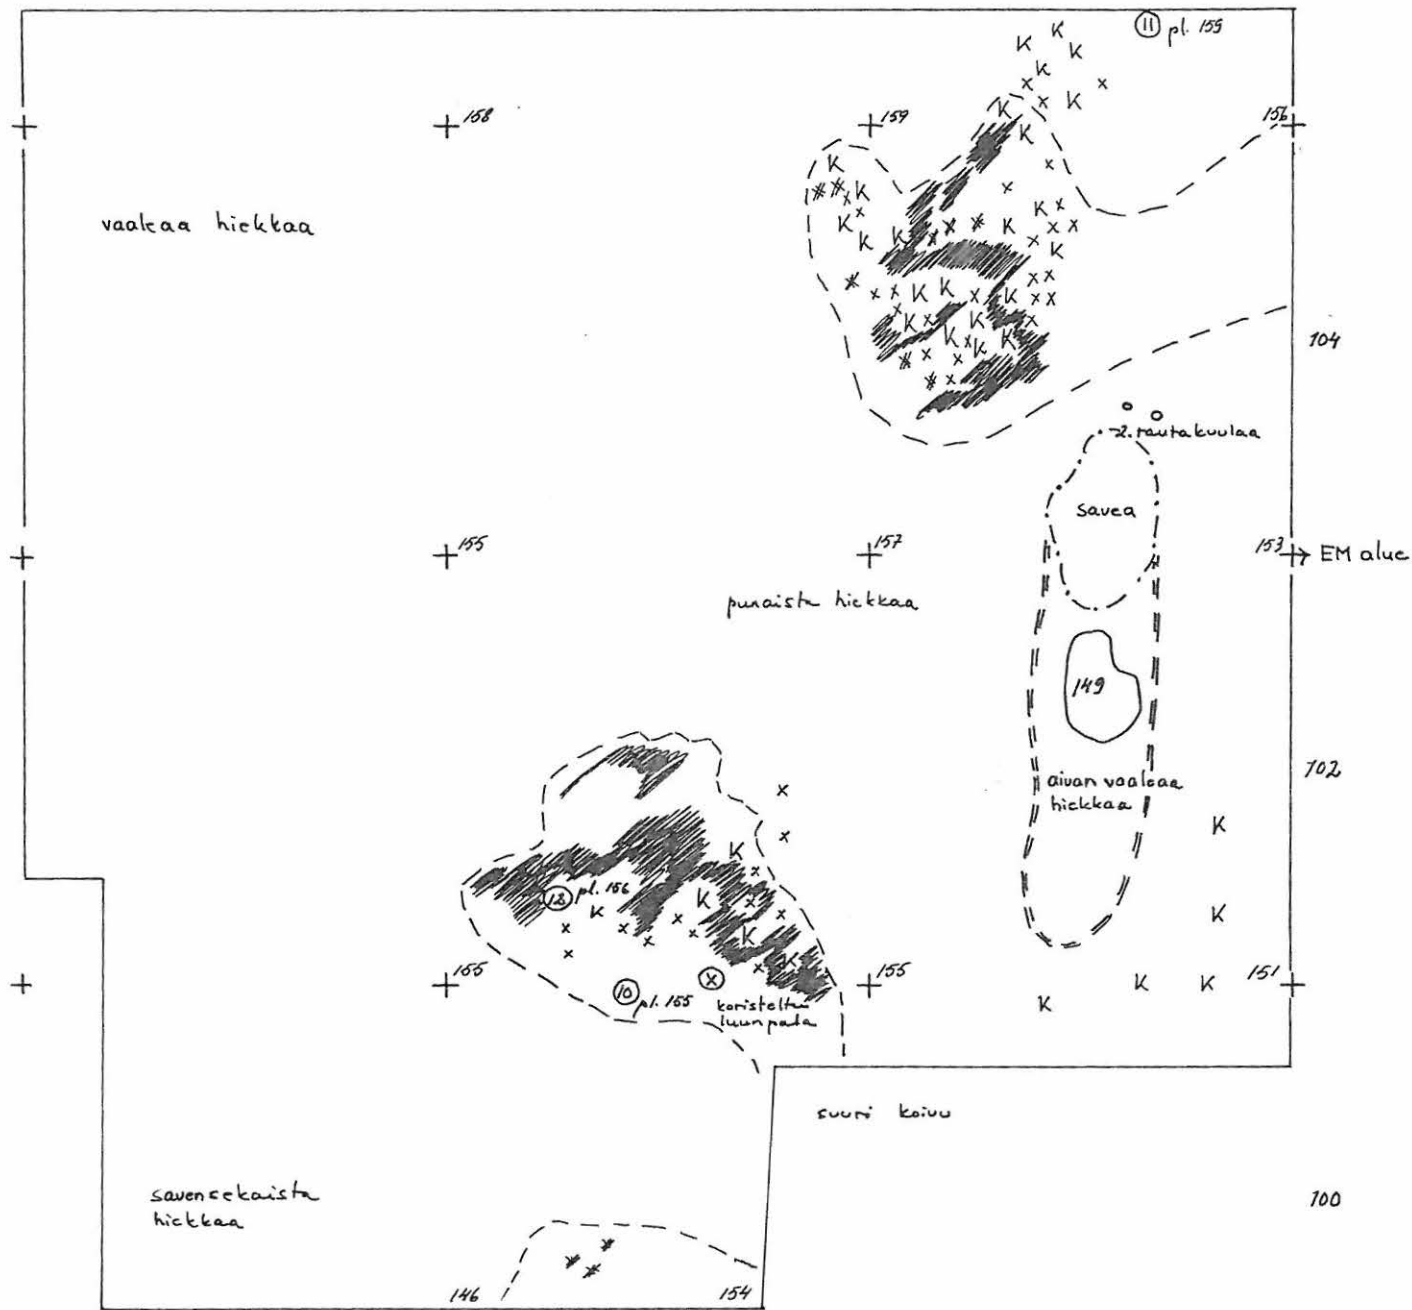 11 pl. 159
K K K
K
x x x K
158
159
156
vaaleaa hiekkaa
104
2. rautakuulaa
savea
155
157
153
EM alue
punaista hiekkaa
149
102
aivan vaaleaa
hiekkaa
K
12 pl. 156
K
155
155
151
10 pl. 155
x
koristeltu
luunpala
K K K
suuri koivu
savensekaista
hiekkaa
100
146
154